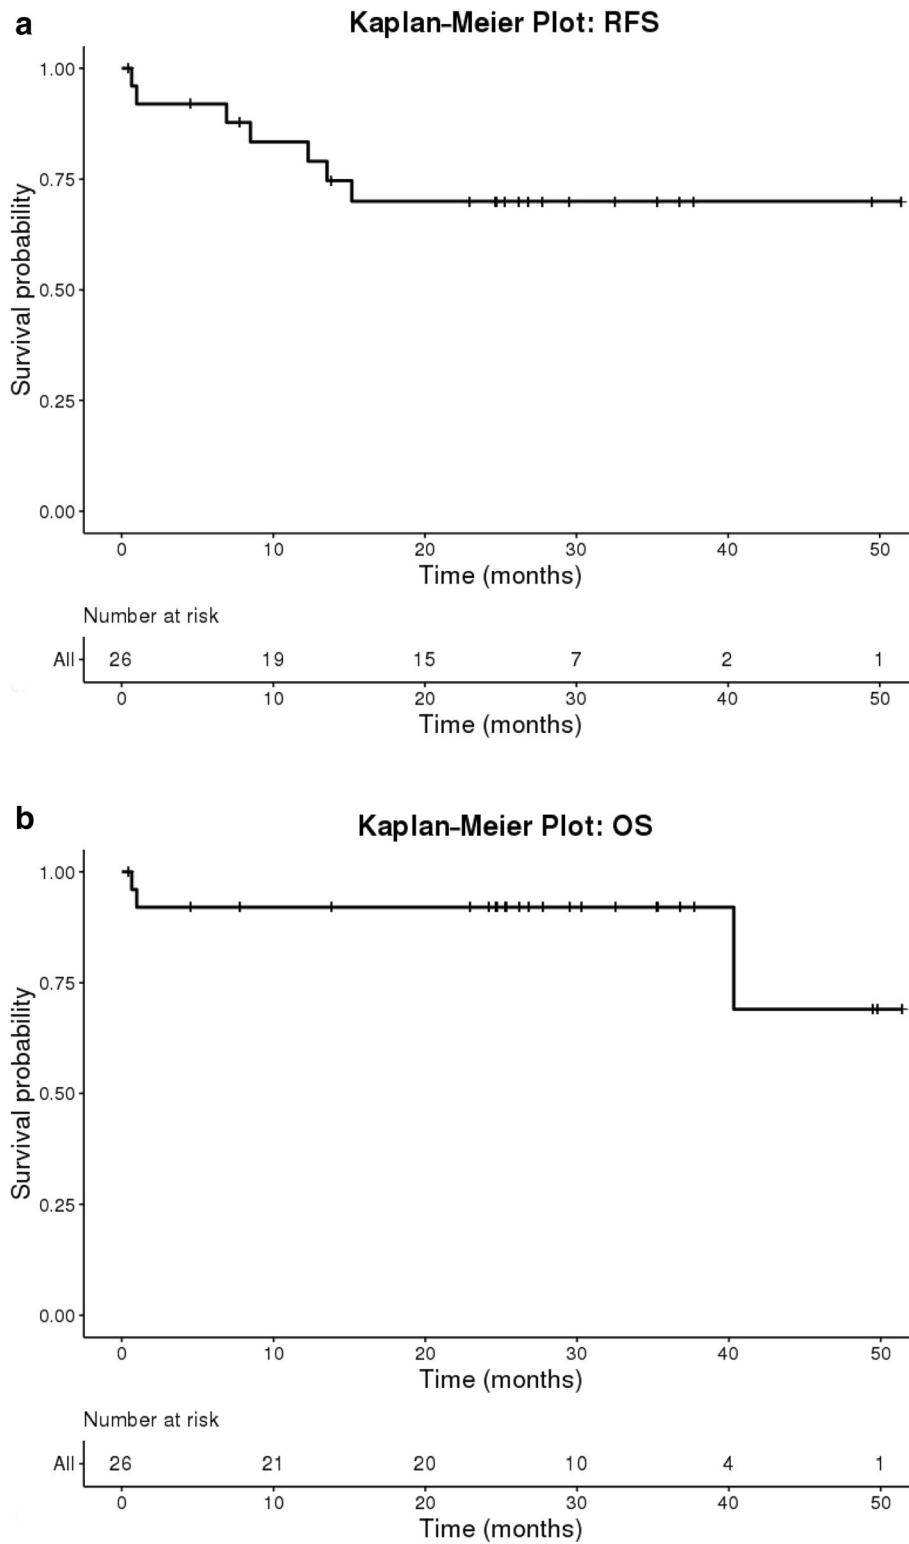 a
Kaplan-Meier Plot: RFS
Survival probability
1.00
0.75
0.50
0.25
0.00
0 10 20 30 40 50
Time (months)
Number at risk
All 26 19 15 7 2 1
0 10 20 30 40 50
Time (months)
b
Kaplan-Meier Plot: OS
Survival probability
1.00
0.75
0.50
0.25
0.00
0 10 20 30 40 50
Time (months)
Number at risk
All 26 21 20 10 4 1
0 10 20 30 40 50
Time (months)